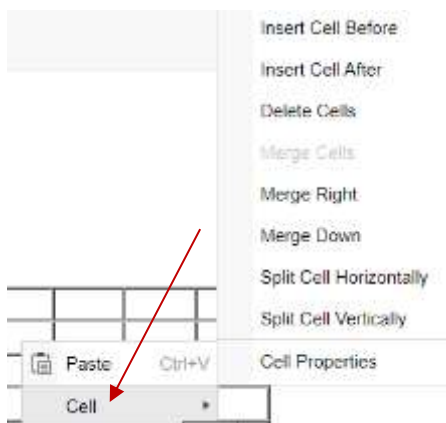 Insert Cell Before
Insert Cell After
Delete Cells
Merge Cells
Merge Right
Merge Down
Split Cell Horizontally
Split Cell Vertically
Cell Properties
Paste Ctrl+V
Cell